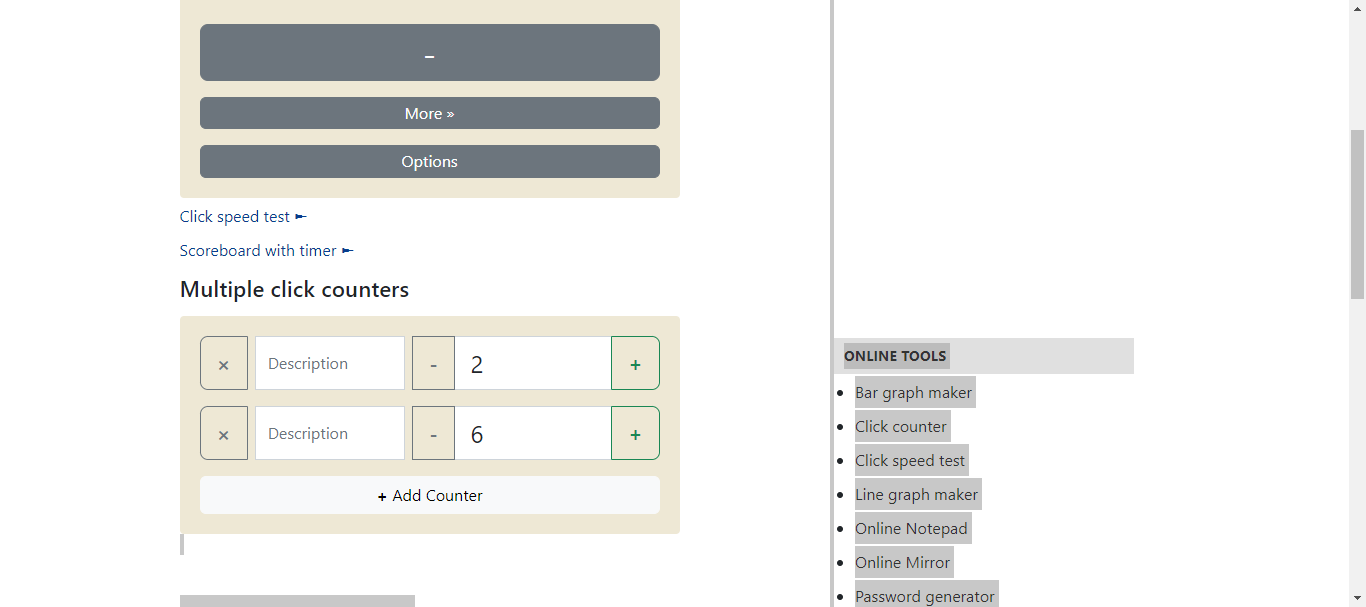 –
More »
Options
Click speed test ►
Scoreboard with timer ►
Multiple click counters
× Description - 2 +
× Description - 6 +
+ Add Counter
ONLINE TOOLS
Bar graph maker
Click counter
Click speed test
Line graph maker
Online Notepad
Online Mirror
Password generator